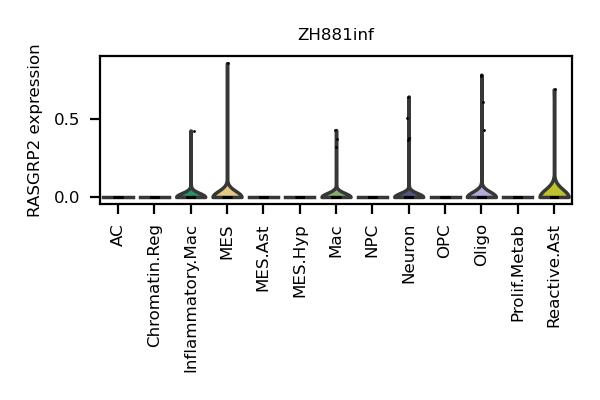 ZH881inf
RASGRP2 expression
0.5
0.0
AC
Chromatin.Reg
Inflammatory.Mac
MES
MES.Ast
MES.Hyp
Mac
NPC
Neuron
OPC
Oligo
Prolif.Metab
Reactive.Ast